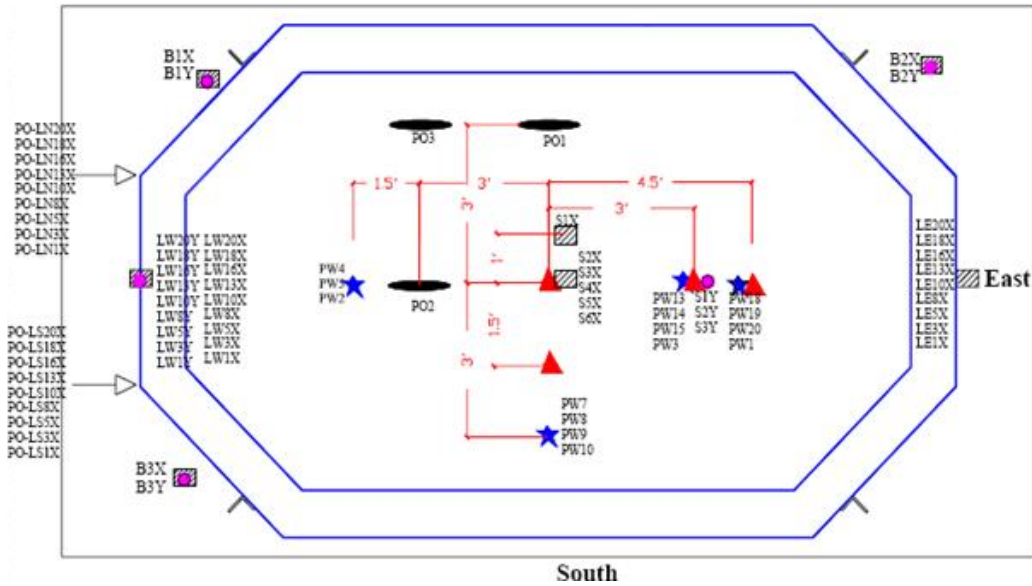 B1X
B1Y
B2X
B2Y
PO-LN20X
PO-LN18X
PO-LN16X
PO-LN13X
PO-LN10X
PO-LN8X
PO-LN5X
PO-LN3X
PO-LN1X
PO3
PO1
1.5'
3'
4.5'
3'
3'
S1X
1'
S2X
S3X
S4X
S5X
S6X
LW20Y LW20X
LW18Y LW18X
LW16Y LW16X
LW13Y LW13X
LW10Y LW10X
LW8Y LW8X
LW5Y LW5X
LW3Y LW3X
LW1Y LW1X
PW4
PW2
PO2
PW13
PW14
PW15
PW3
S1Y
S2Y
S3Y
PW18
PW19
PW20
PW1
LE20X
LE18X
LE16X
LE13X
LE10X
LE8X
LE5X
LE3X
LE1X
East
1.5'
3'
PO-LS20X
PO-LS18X
PO-LS16X
PO-LS13X
PO-LS10X
PO-LS8X
PO-LS5X
PO-LS3X
PO-LS1X
PW7
PW8
PW9
PW10
B3X
B3Y
South